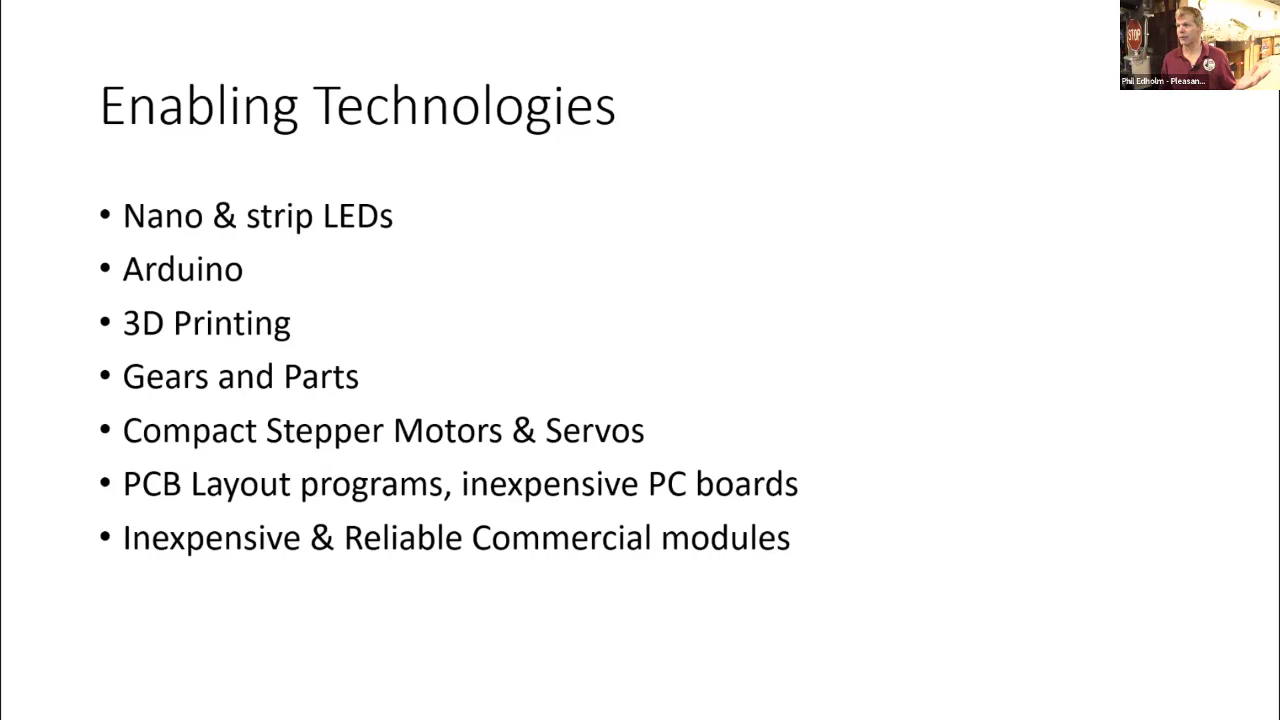 Enabling Technologies
• Nano & strip LEDs
• Arduino
• 3D Printing
• Gears and Parts
• Compact Stepper Motors & Servos
• PCB Layout programs, inexpensive PC boards
• Inexpensive & Reliable Commercial modules
STOP
Phil Edholm - Pleasan...